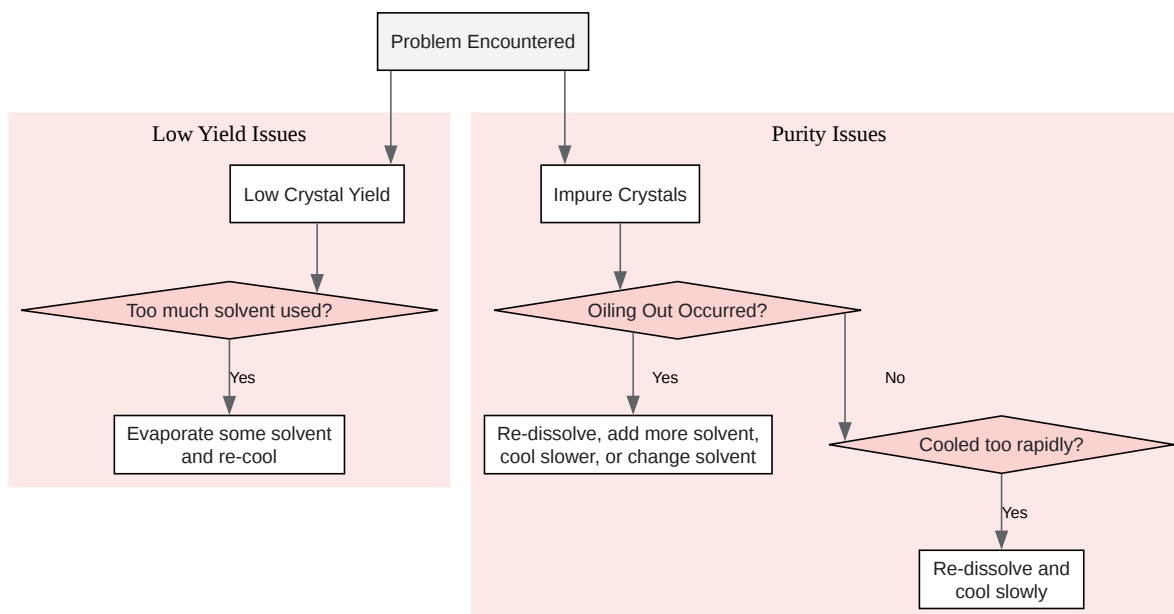 Problem Encountered
Low Yield Issues
Purity Issues
Low Crystal Yield
Impure Crystals
Too much solvent used?
Oiling Out Occurred?
Yes
Yes
No
Evaporate some solvent
and re-cool
Re-dissolve, add more solvent,
cool slower, or change solvent
Cooled too rapidly?
Yes
Re-dissolve and
cool slowly